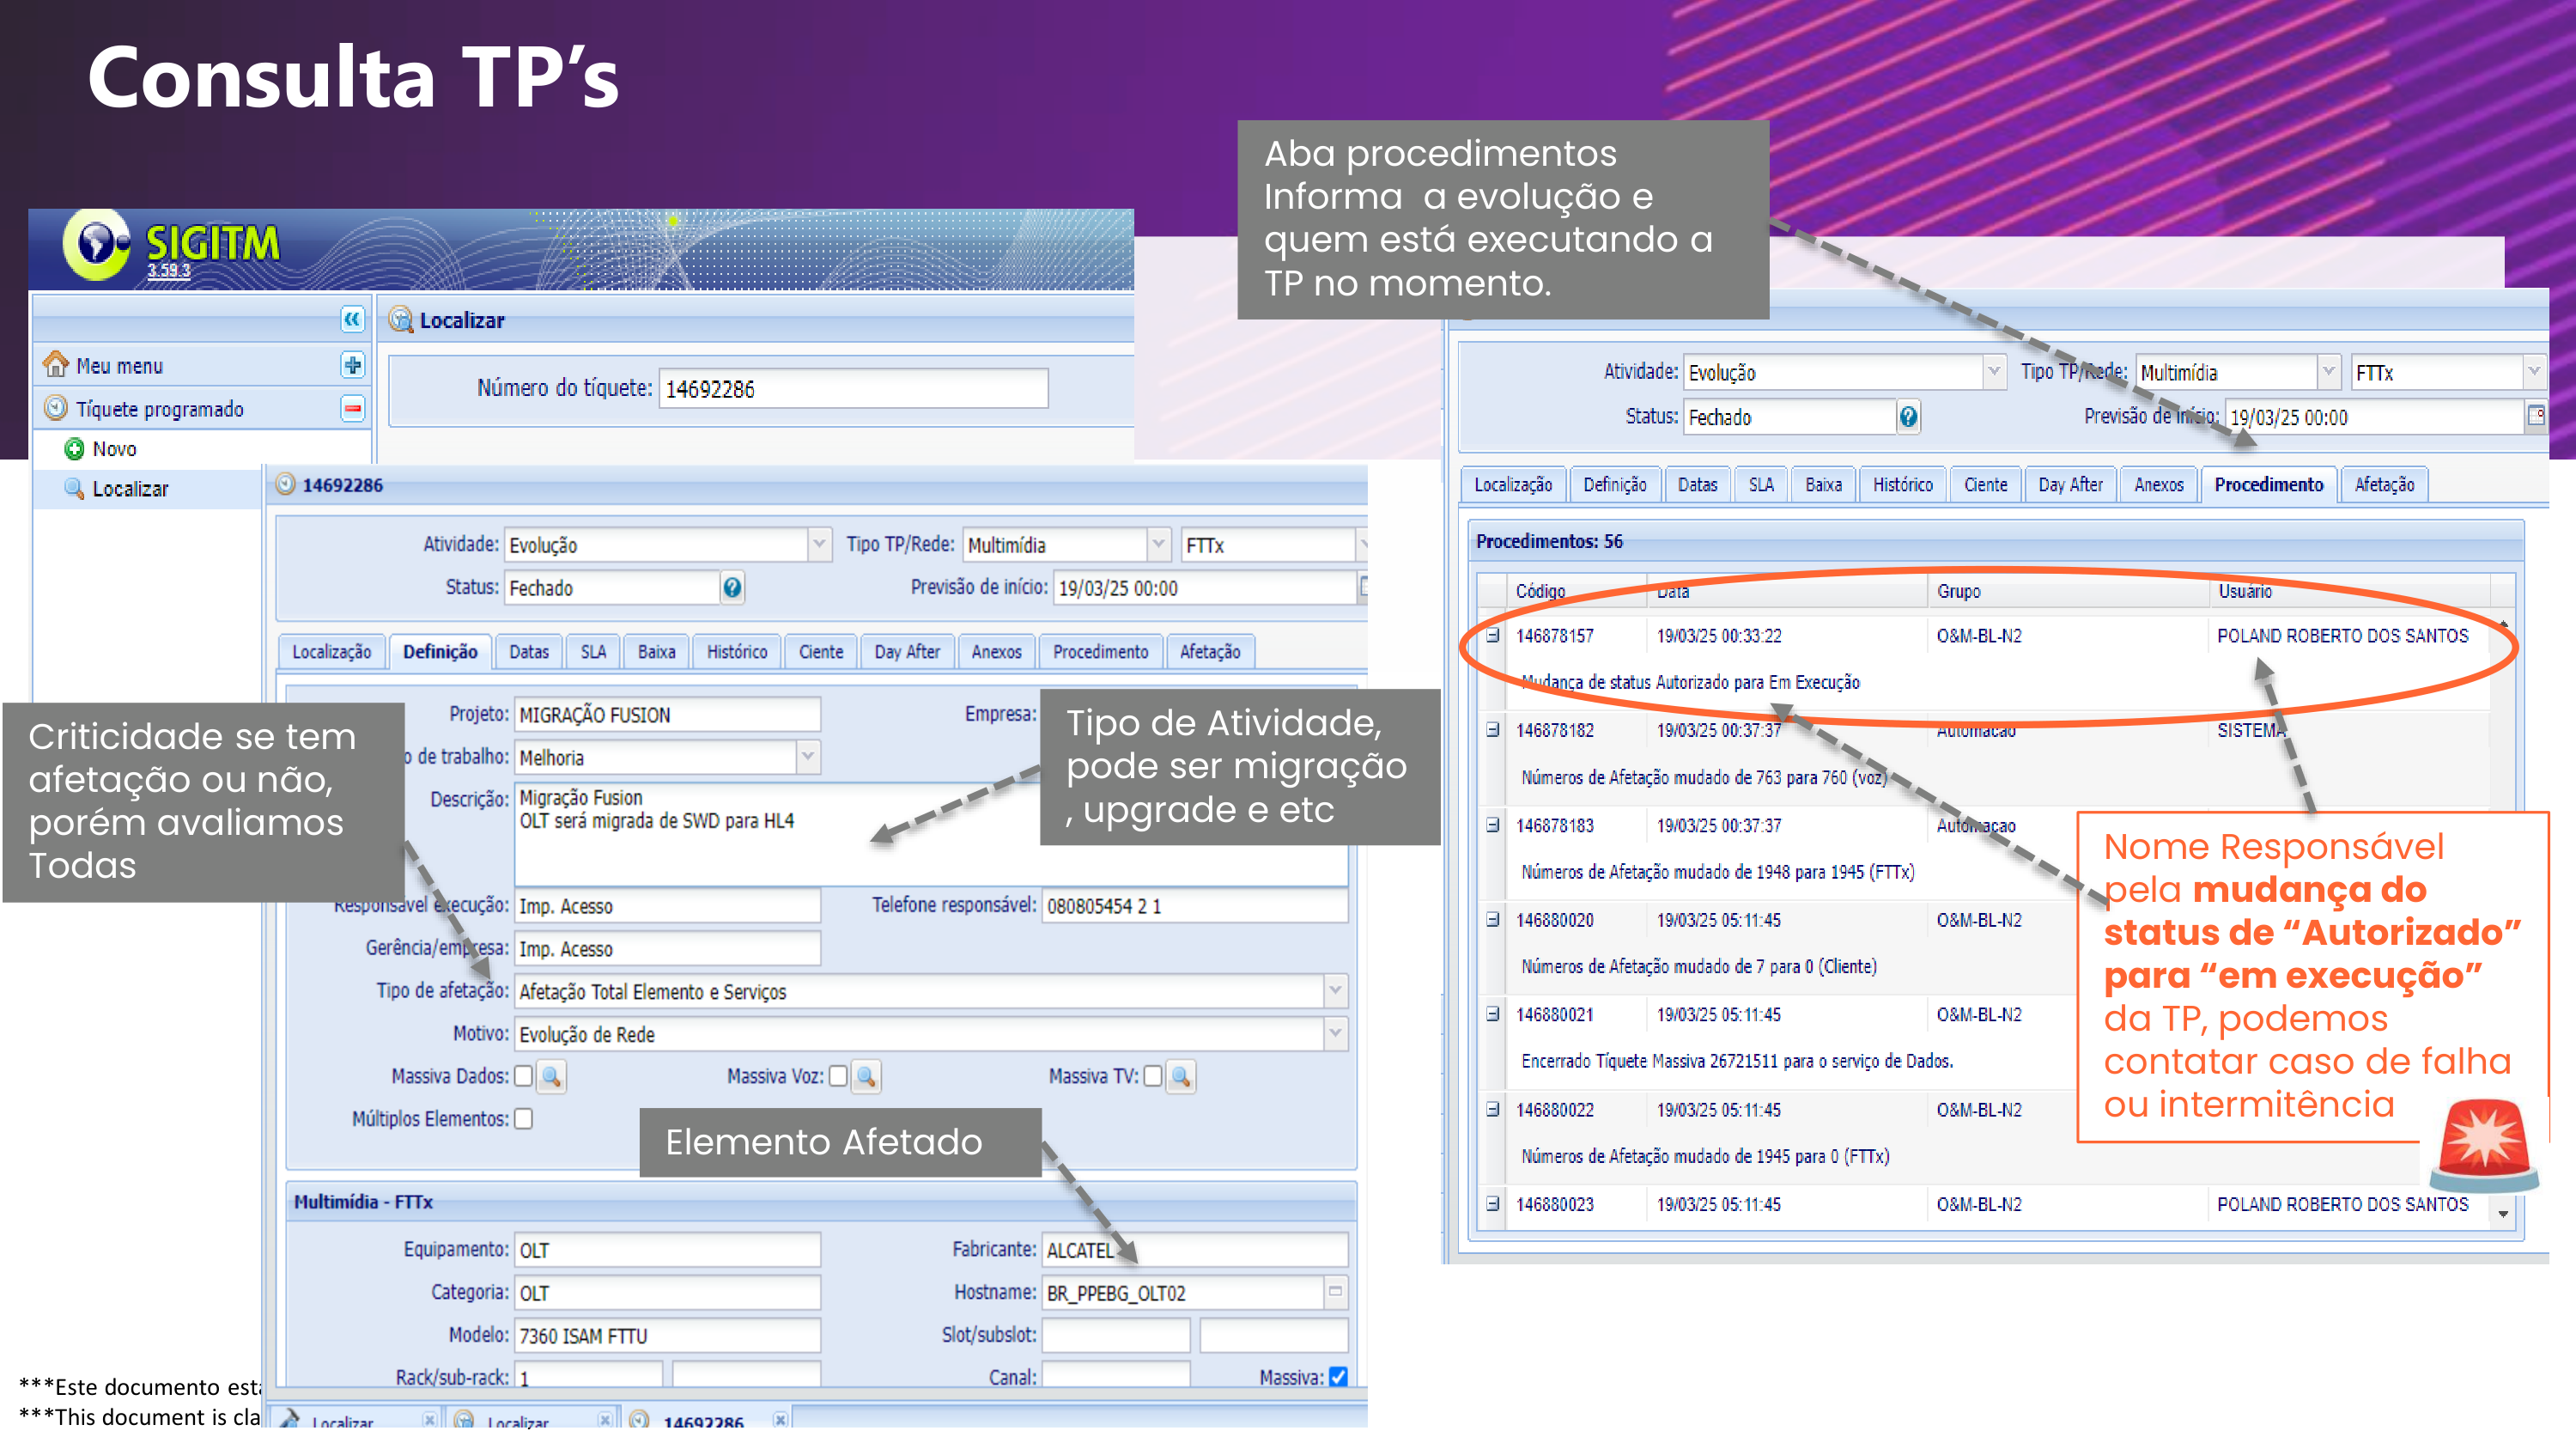 Consulta TP’s
Aba procedimentos
Informa a evolução e
quem está executando a
TP no momento.
SIGITM
3.59.3
Localizar
Meu menu
Tíquete programado
Novo
Localizar
Número do tíquete: 14692286
14692286
Atividade: Evolução Tipo TP/Rede: Multimídia FTTx
Status: Fechado Previsão de início: 19/03/25 00:00
Localização Definição Datas SLA Baixa Histórico Ciente Day After Anexos Procedimento Afetação
Projeto: MIGRAÇÃO FUSION Empresa:
o de trabalho: Melhoria
Descrição: Migração Fusion
OLT será migrada de SWD para HL4
Responsável execução: Imp. Acesso Telefone responsável: 080805454 2 1
Gerência/empresa: Imp. Acesso
Tipo de afetação: Afetação Total Elemento e Serviços
Motivo: Evolução de Rede
Massiva Dados: Massiva Voz: Massiva TV:
Múltiplos Elementos:
Criticidade se tem
afetação ou não,
porém avaliamos
Todas
Tipo de Atividade,
pode ser migração
, upgrade e etc
Elemento Afetado
Multimídia - FTTx
Equipamento: OLT Fabricante: ALCATEL
Categoria: OLT Hostname: BR_PPEBG_OLT02
Modelo: 7360 ISAM FTTU Slot/subslot:
Rack/sub-rack: 1 Canal: Massiva:
Localizar Localizar 14692286
Atividade: Evolução Tipo TP/Rede: Multimídia FTTx
Status: Fechado Previsão de início: 19/03/25 00:00
Localização Definição Datas SLA Baixa Histórico Ciente Day After Anexos Procedimento Afetação
Procedimentos: 56
Código Data Grupo Usuário
146878157 19/03/25 00:33:22 O&M-BL-N2 POLAND ROBERTO DOS SANTOS
Mudança de status Autorizado para Em Execução
146878182 19/03/25 00:37:37 Automacao SISTEMA
Números de Afetação mudado de 763 para 760 (voz)
146878183 19/03/25 00:37:37 Automacao
Números de Afetação mudado de 1948 para 1945 (FTTx)
146880020 19/03/25 05:11:45 O&M-BL-N2
Números de Afetação mudado de 7 para 0 (Cliente)
146880021 19/03/25 05:11:45 O&M-BL-N2
Encerrado Tíquete Massiva 26721511 para o serviço de Dados.
146880022 19/03/25 05:11:45 O&M-BL-N2
Números de Afetação mudado de 1945 para 0 (FTTx)
146880023 19/03/25 05:11:45 O&M-BL-N2 POLAND ROBERTO DOS SANTOS
Nome Responsável
pela mudança do
status de “Autorizado”
para “em execução”
da TP, podemos
contatar caso de falha
ou intermitência
***Este documento est
***This document is cla